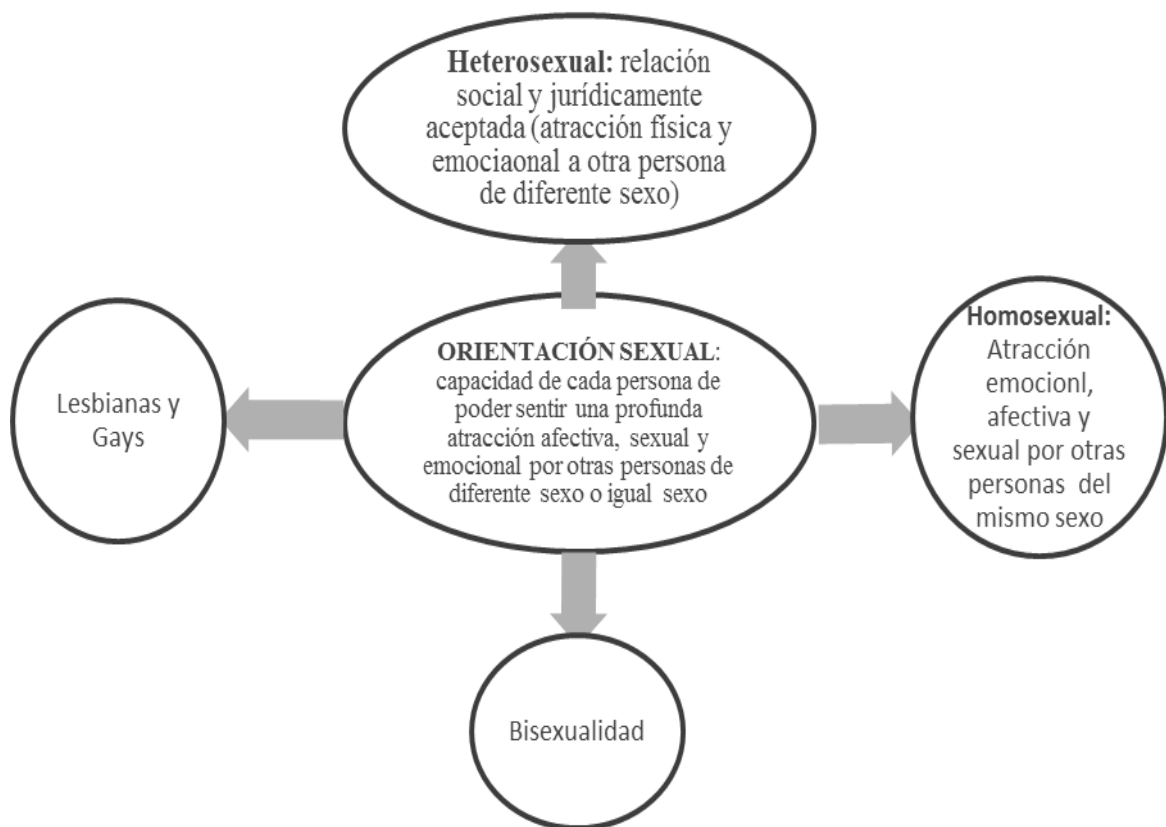 Heterosexual: relación
social y jurídicamente
aceptada (atracción física y
emociaonal a otra persona
de diferente sexo)
ORIENTACIÓN SEXUAL:
capacidad de cada persona de
poder sentir una profunda
atracción afectiva, sexual y
emocional por otras personas de
diferente sexo o igual sexo
Lesbianas y
Gays
Homosexual:
Atracción
emocionl,
afectiva y
sexual por otras
personas del
mismo sexo
Bisexualidad